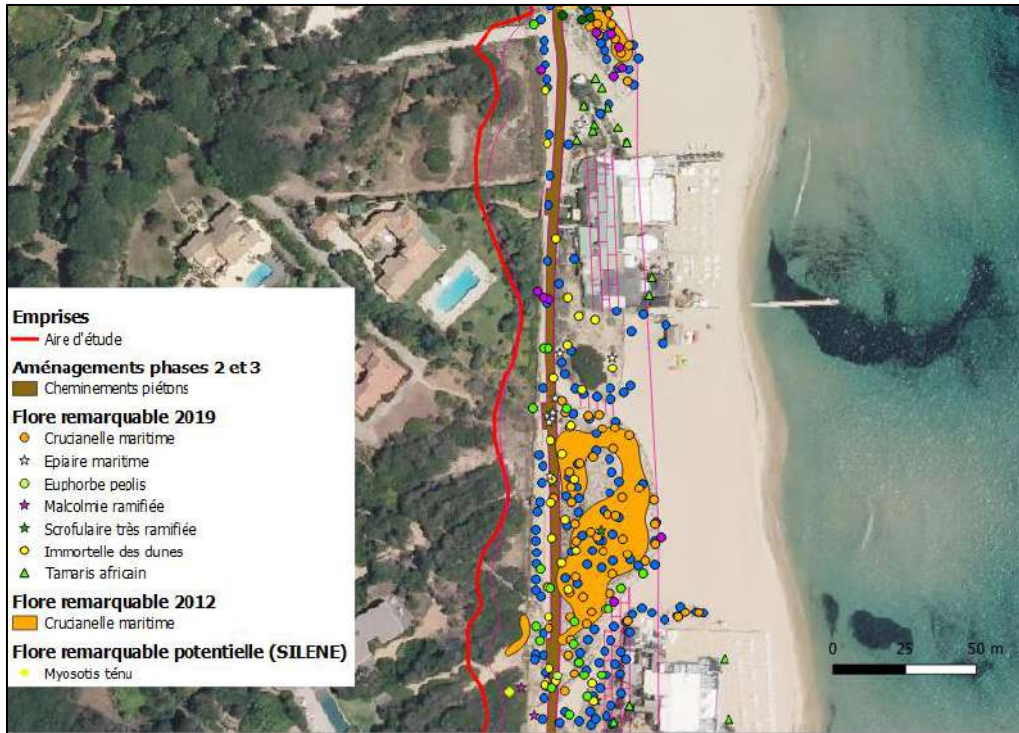 Emprises
Aire d'étude
Aménagements phases 2 et 3
Cheminements piétons
Flore remarquable 2019
Crucianelle maritime
Epiaire maritime
Euphorbe peplis
Malcolmie ramifiée
Scrofulaire très ramifiée
Immortelle des dunes
Tamaris africain
Flore remarquable 2012
Crucianelle maritime
Flore remarquable potentielle (SILENE)
Myosotis ténu
0 25 50 m